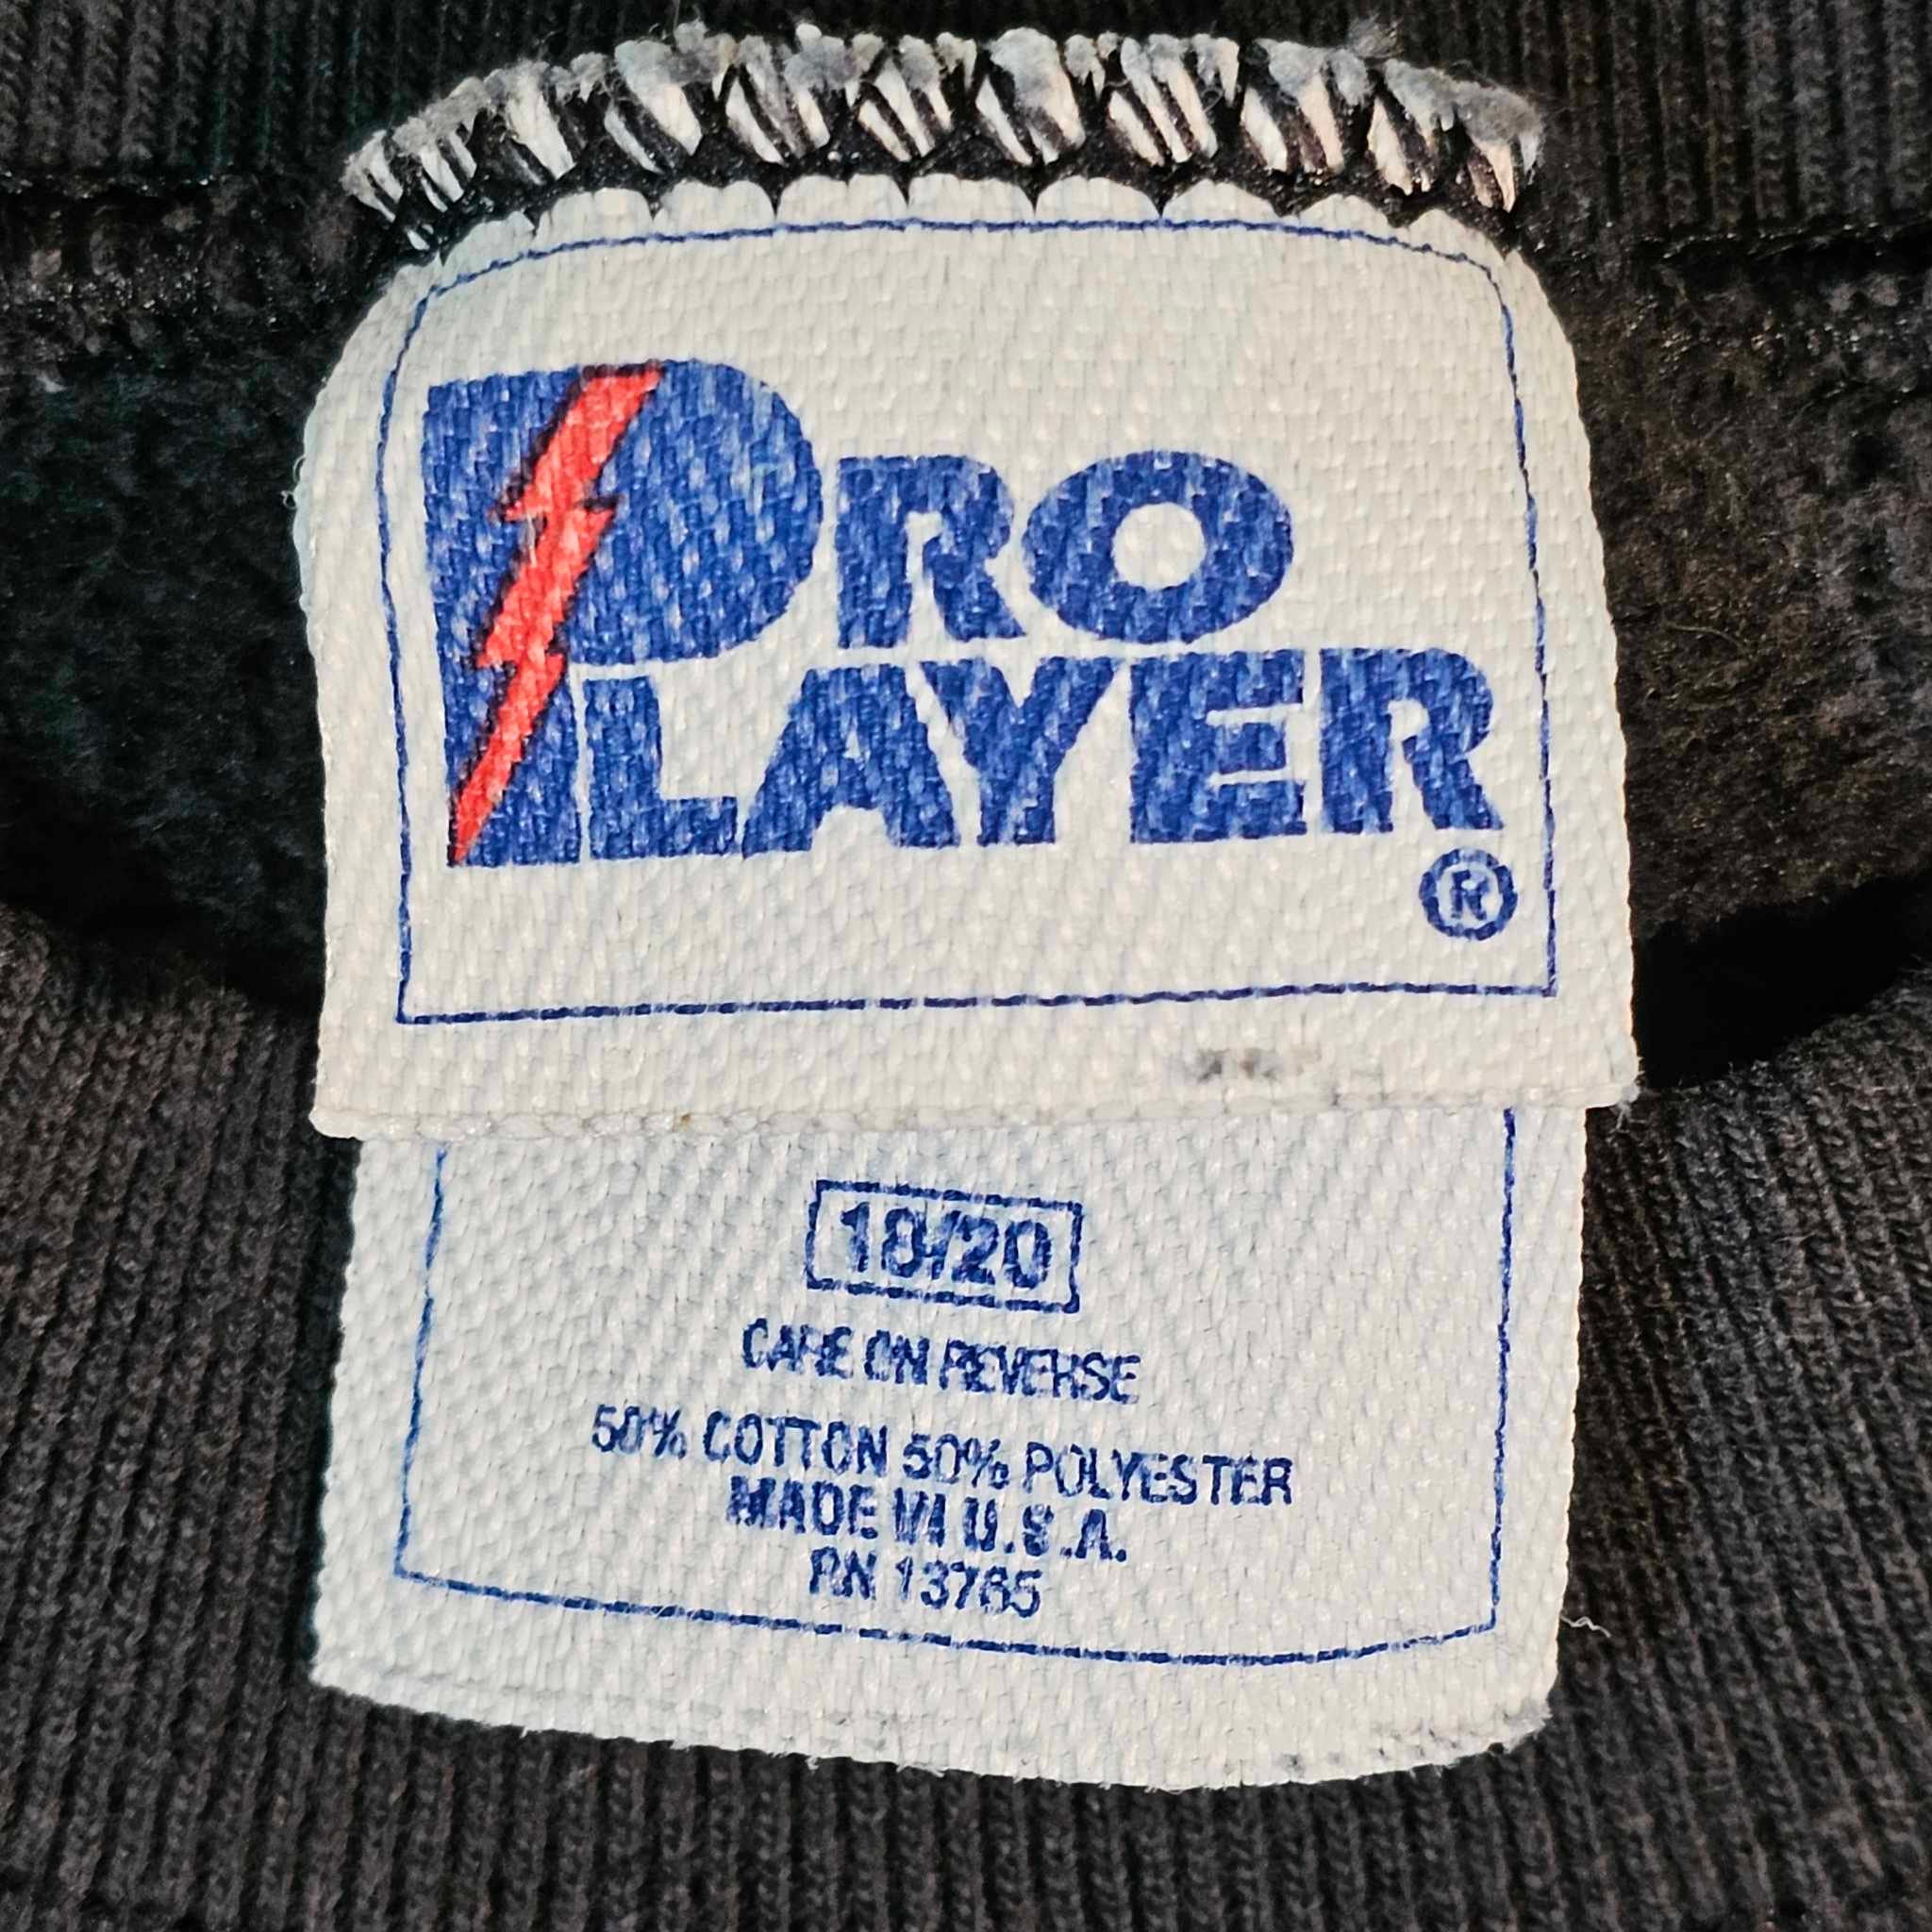 PRO
PLAYER
®
18/20
CARE ON REVERSE
50% COTTON 50% POLYESTER
MADE IN U.S.A.
RN 13765